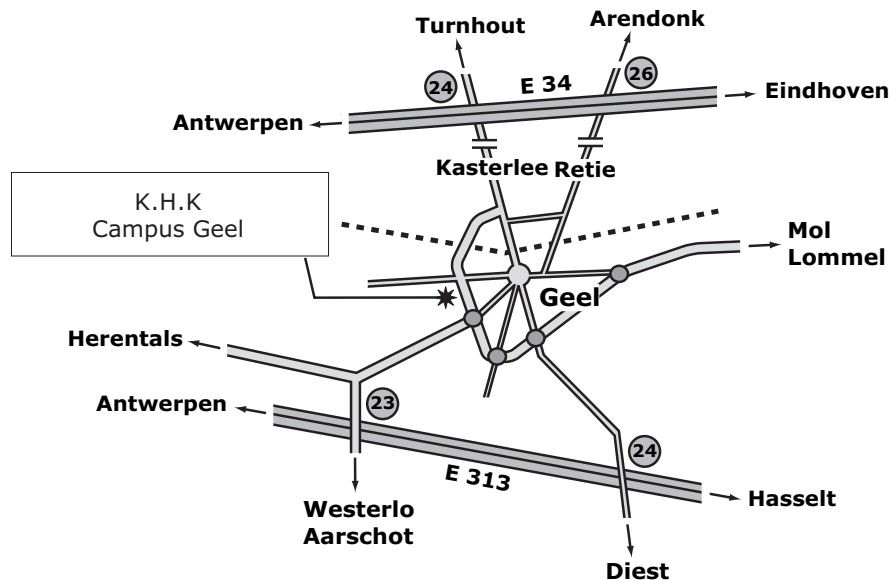 Turnhout
Arendonk
24
E 34
26
Eindhoven
Antwerpen
Kasterlee
Retie
K.H.K
Campus Geel
Mol
Lommel
Geel
Herentals
Antwerpen
23
24
E 313
Westerlo
Aarschot
Hasselt
Diest